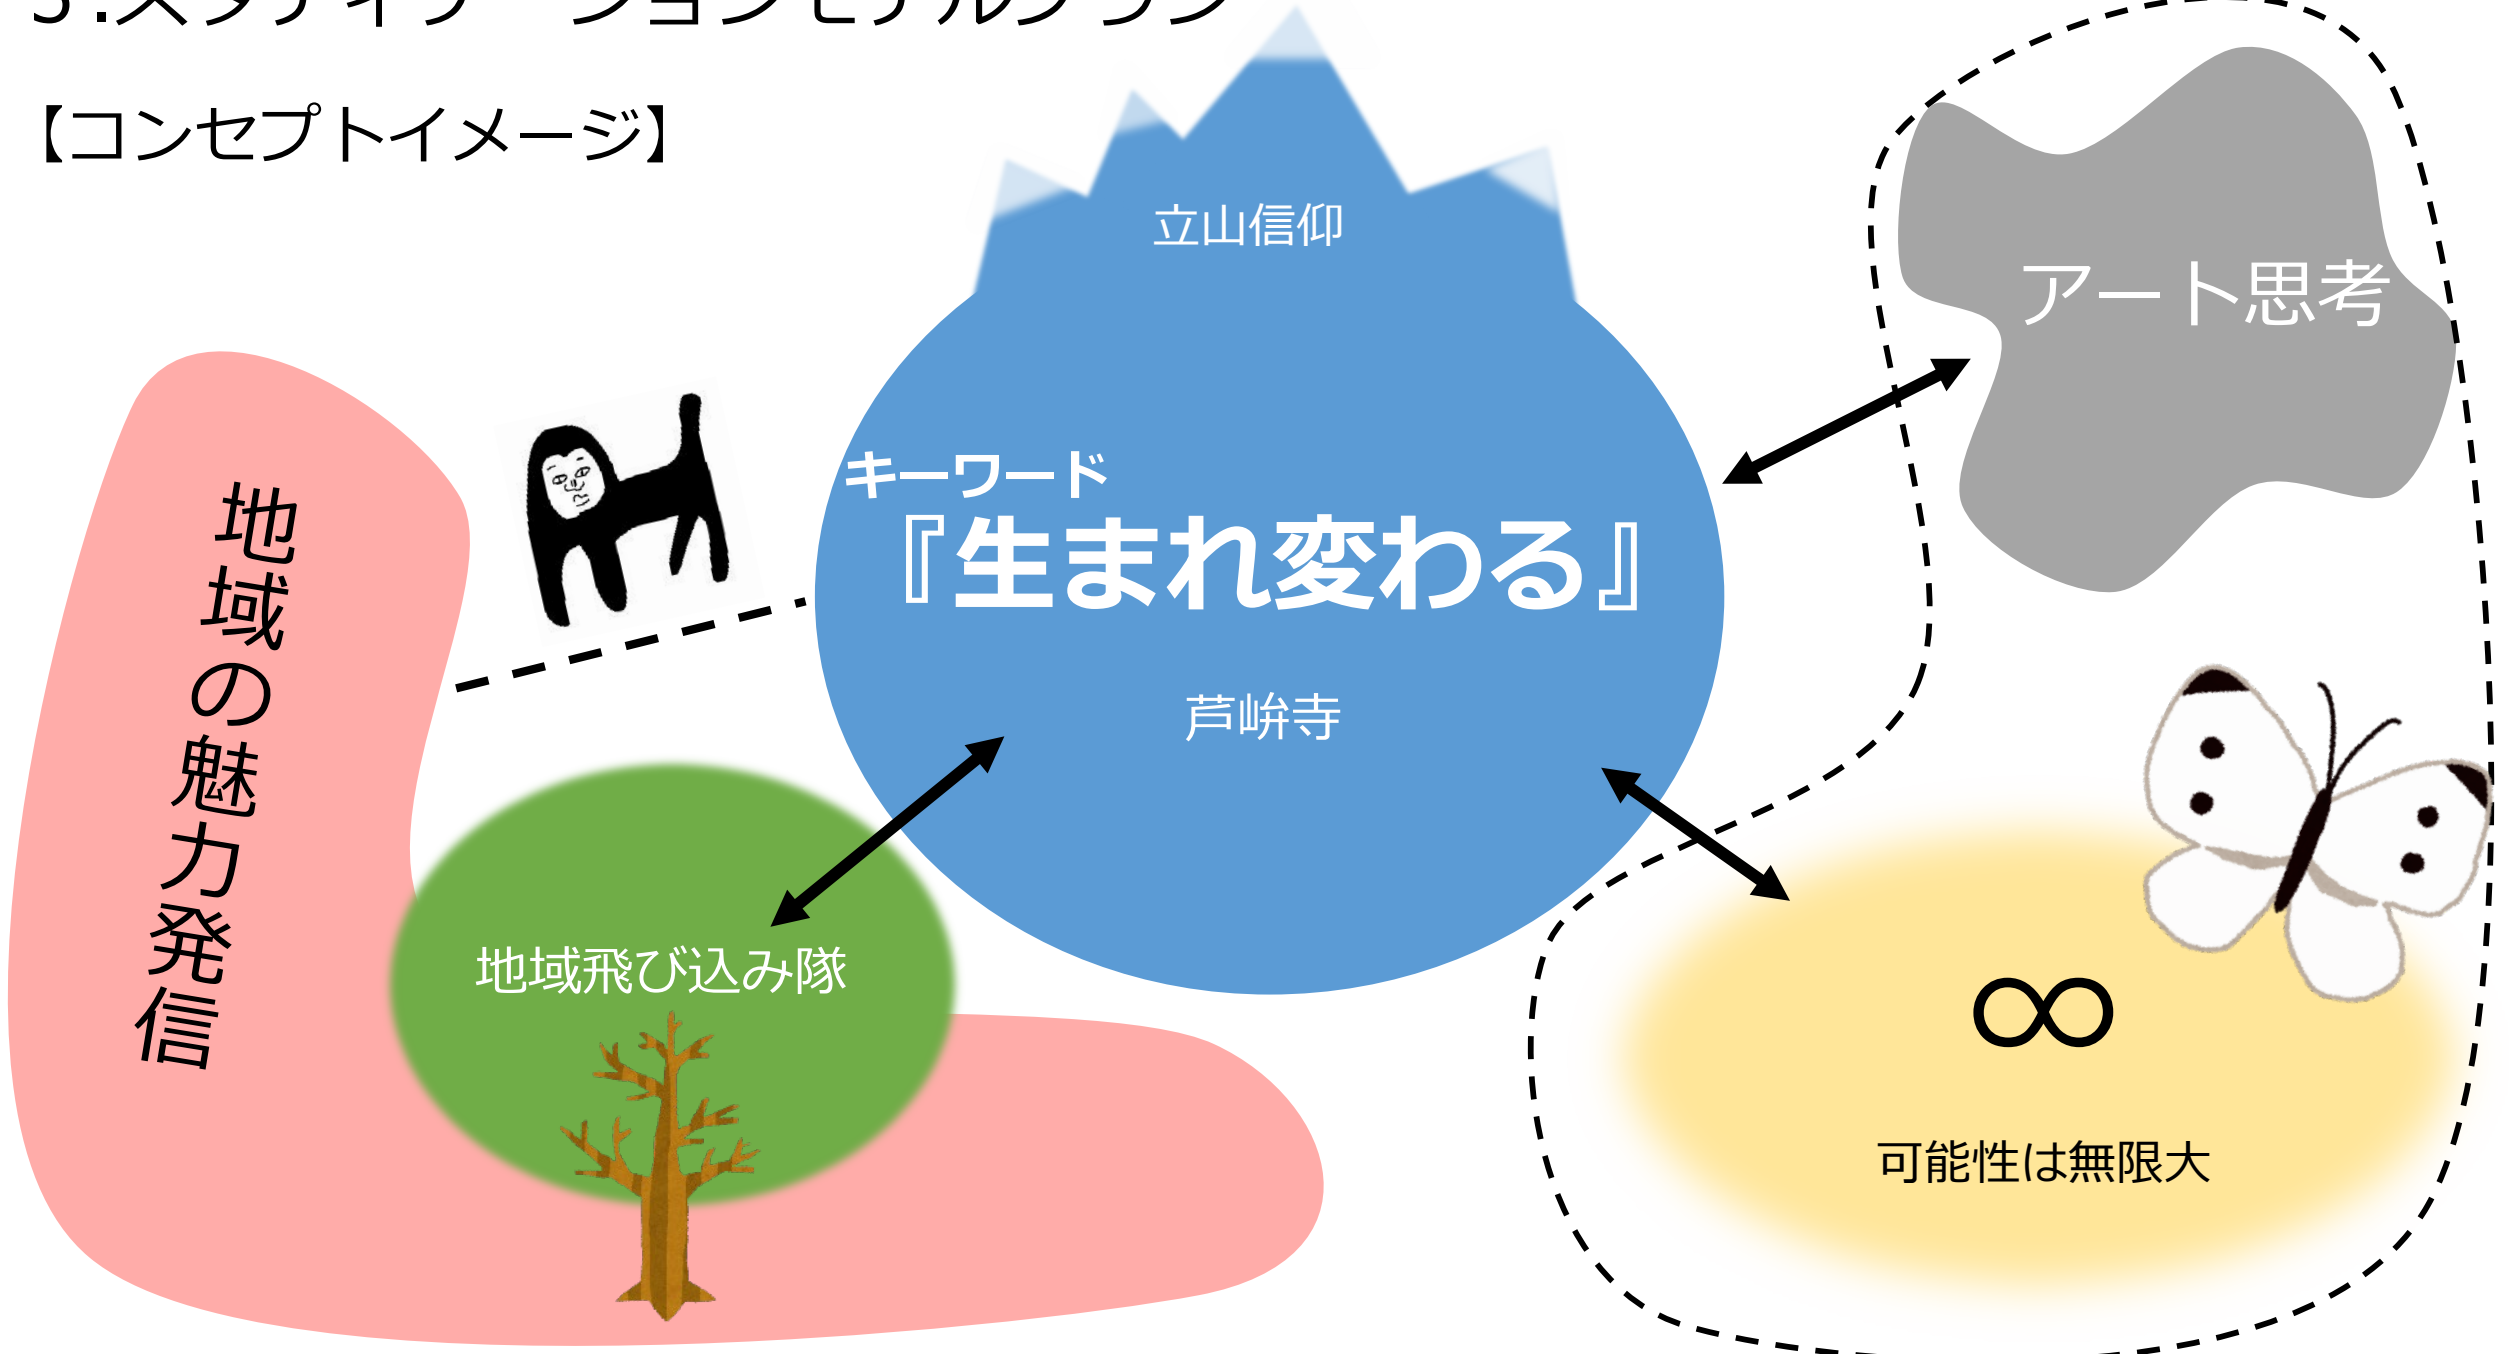 【コンセプトイメージ】
立山信仰
アート思考
キーワード
『生まれ変わる』
芦峅寺
地域の魅力発信
地域飛び込み隊
∞
可能性は無限大